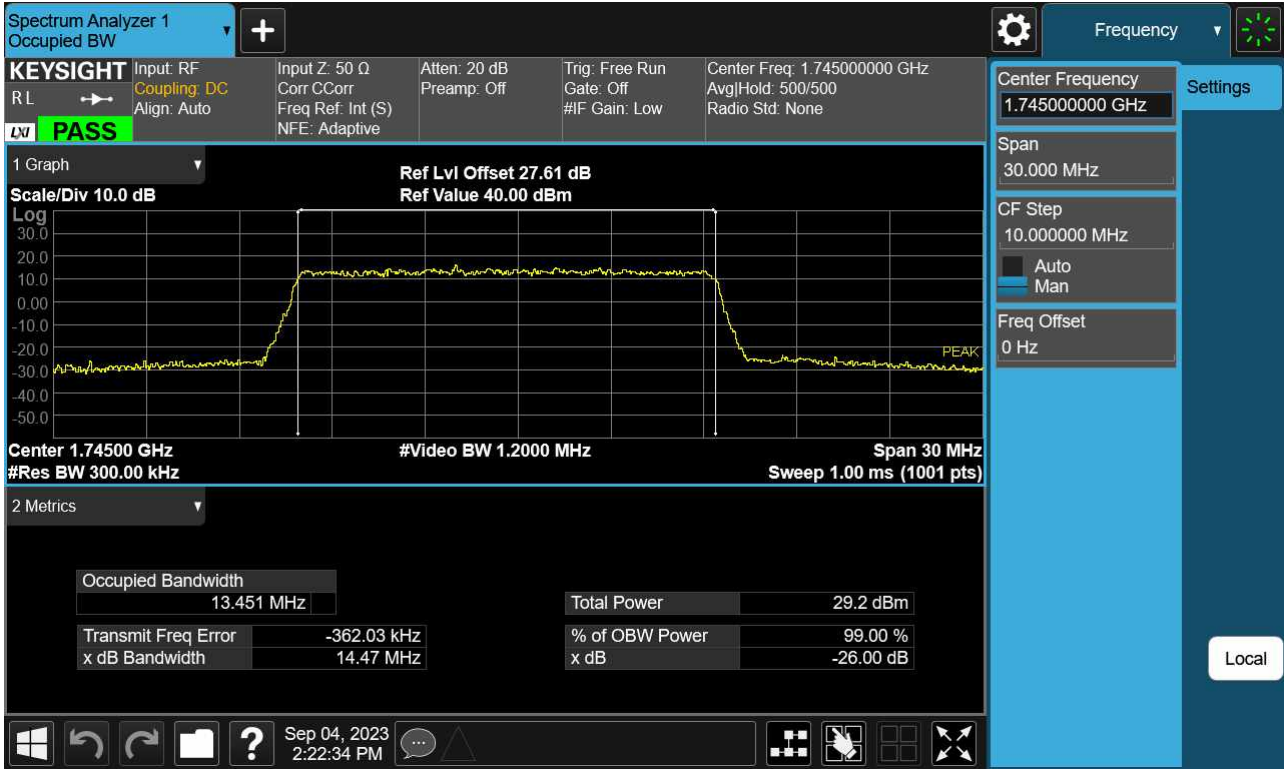 Spectrum Analyzer 1
Occupied BW
Frequency
KEYSIGHT
R L
LXI PASS
Input: RF
Coupling: DC
Align: Auto
Input Z: 50 Ω
Corr CCorr
Freq Ref: Int (S)
NFE: Adaptive
Atten: 20 dB
Preamp: Off
Trig: Free Run
Gate: Off
#IF Gain: Low
Center Freq: 1.745000000 GHz
Avg|Hold: 500/500
Radio Std: None
1 Graph
Ref Lvl Offset 27.61 dB
Scale/Div 10.0 dB Ref Value 40.00 dBm
Log
30.0
20.0
10.0
0.00
-10.0
-20.0
-30.0
-40.0
-50.0
PEAK
Center 1.74500 GHz #Video BW 1.2000 MHz Span 30 MHz
#Res BW 300.00 kHz Sweep 1.00 ms (1001 pts)
2 Metrics
Occupied Bandwidth
13.451 MHz
Transmit Freq Error -362.03 kHz
x dB Bandwidth 14.47 MHz
Total Power 29.2 dBm
% of OBW Power 99.00 %
x dB -26.00 dB
Center Frequency
1.745000000 GHz
Span
30.000 MHz
CF Step
10.000000 MHz
Auto
Man
Freq Offset
0 Hz
Settings
Local
?
Sep 04, 2023
2:22:34 PM